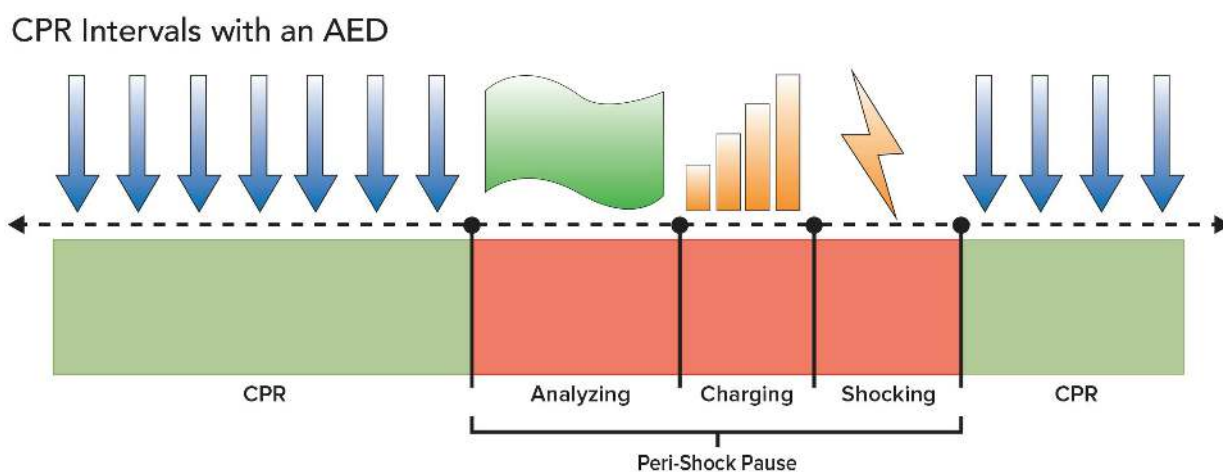 CPR Intervals with an AED
CPR
Analyzing
Charging
Shocking
CPR
Peri-Shock Pause